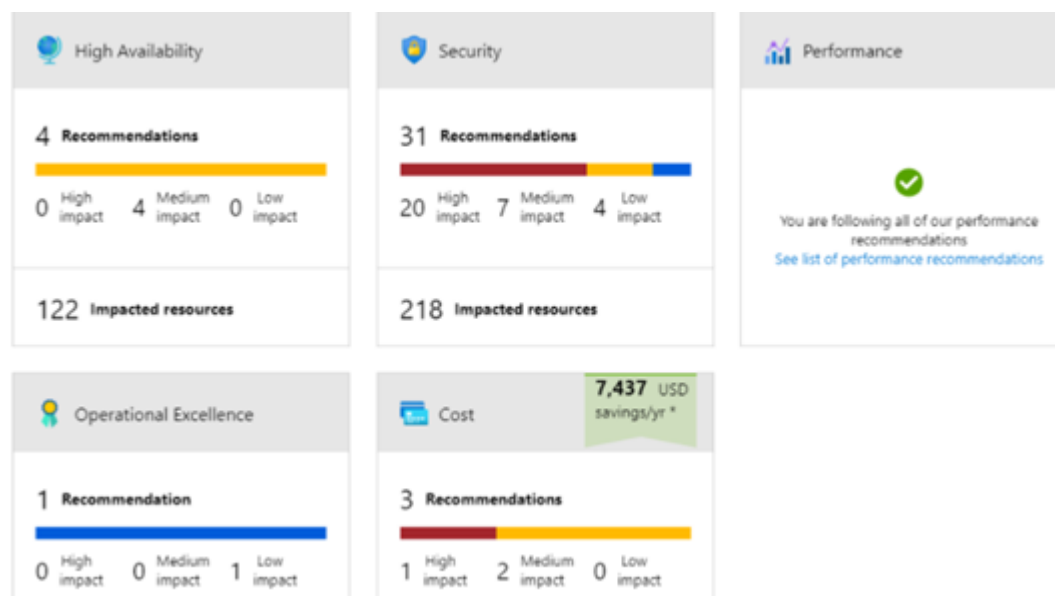 High Availability
4 Recommendations
0 High impact 4 Medium impact 0 Low impact
122 Impacted resources
Security
31 Recommendations
20 High impact 7 Medium impact 4 Low impact
218 Impacted resources
Performance
You are following all of our performance
recommendations
See list of performance recommendations
Operational Excellence
1 Recommendation
0 High impact 0 Medium impact 1 Low impact
Cost
7,437 USD
savings/yr *
3 Recommendations
1 High impact 2 Medium impact 0 Low impact